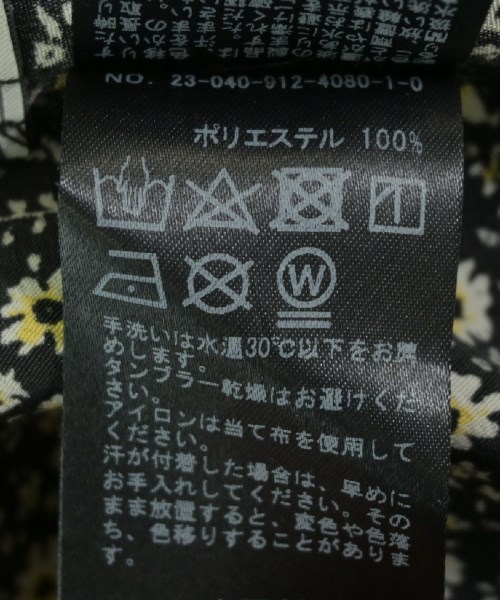 NO. 23-040-912-4080-1-0
ポリエステル 100%
W
手洗いは水温30℃以下をお薦
めします。
タンブラー乾燥はお避けくだ
さい。
アイロンは当て布を使用して
ください。
汗が付着した場合は、早めに
お手入れしてください。その
まま放置すると、変色や色落
ち、色移りすることがありま
す。